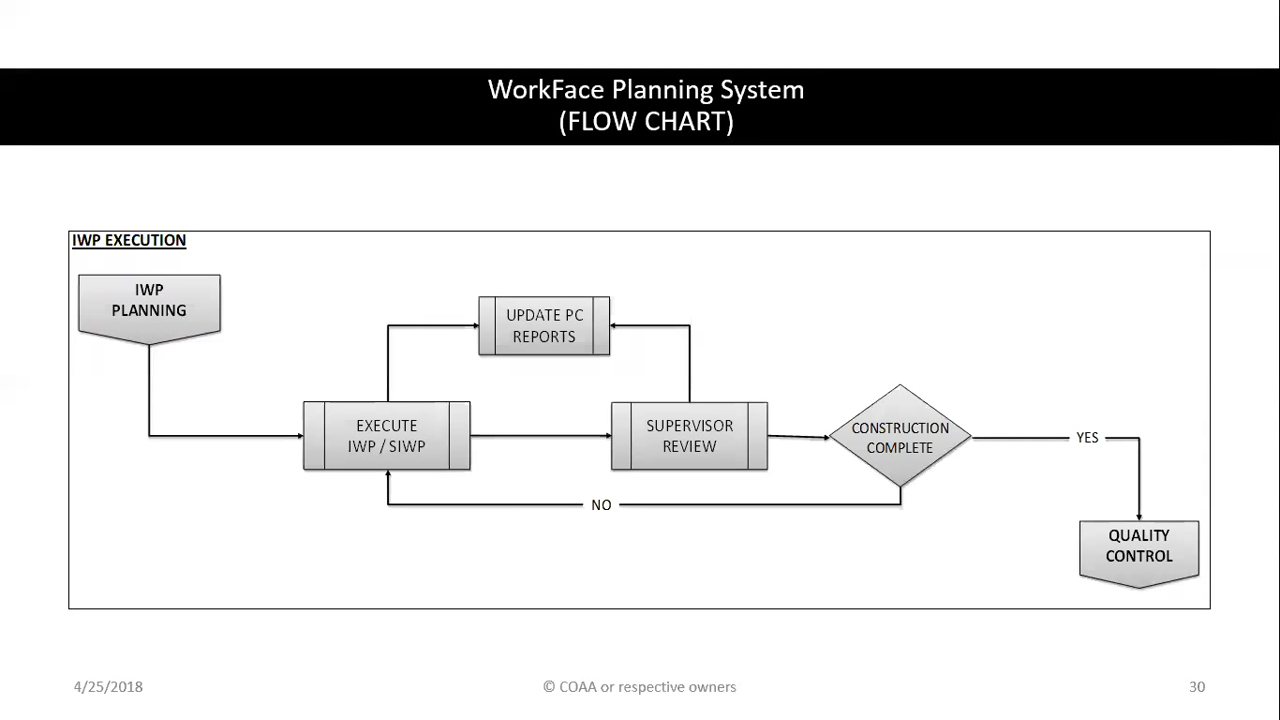 WorkFace Planning System
(FLOW CHART)
IWP EXECUTION
IWP
PLANNING
UPDATE PC
REPORTS
EXECUTE
IWP / SIWP
SUPERVISOR
REVIEW
CONSTRUCTION
COMPLETE
YES
NO
QUALITY
CONTROL
4/25/2018
© COAA or respective owners
30